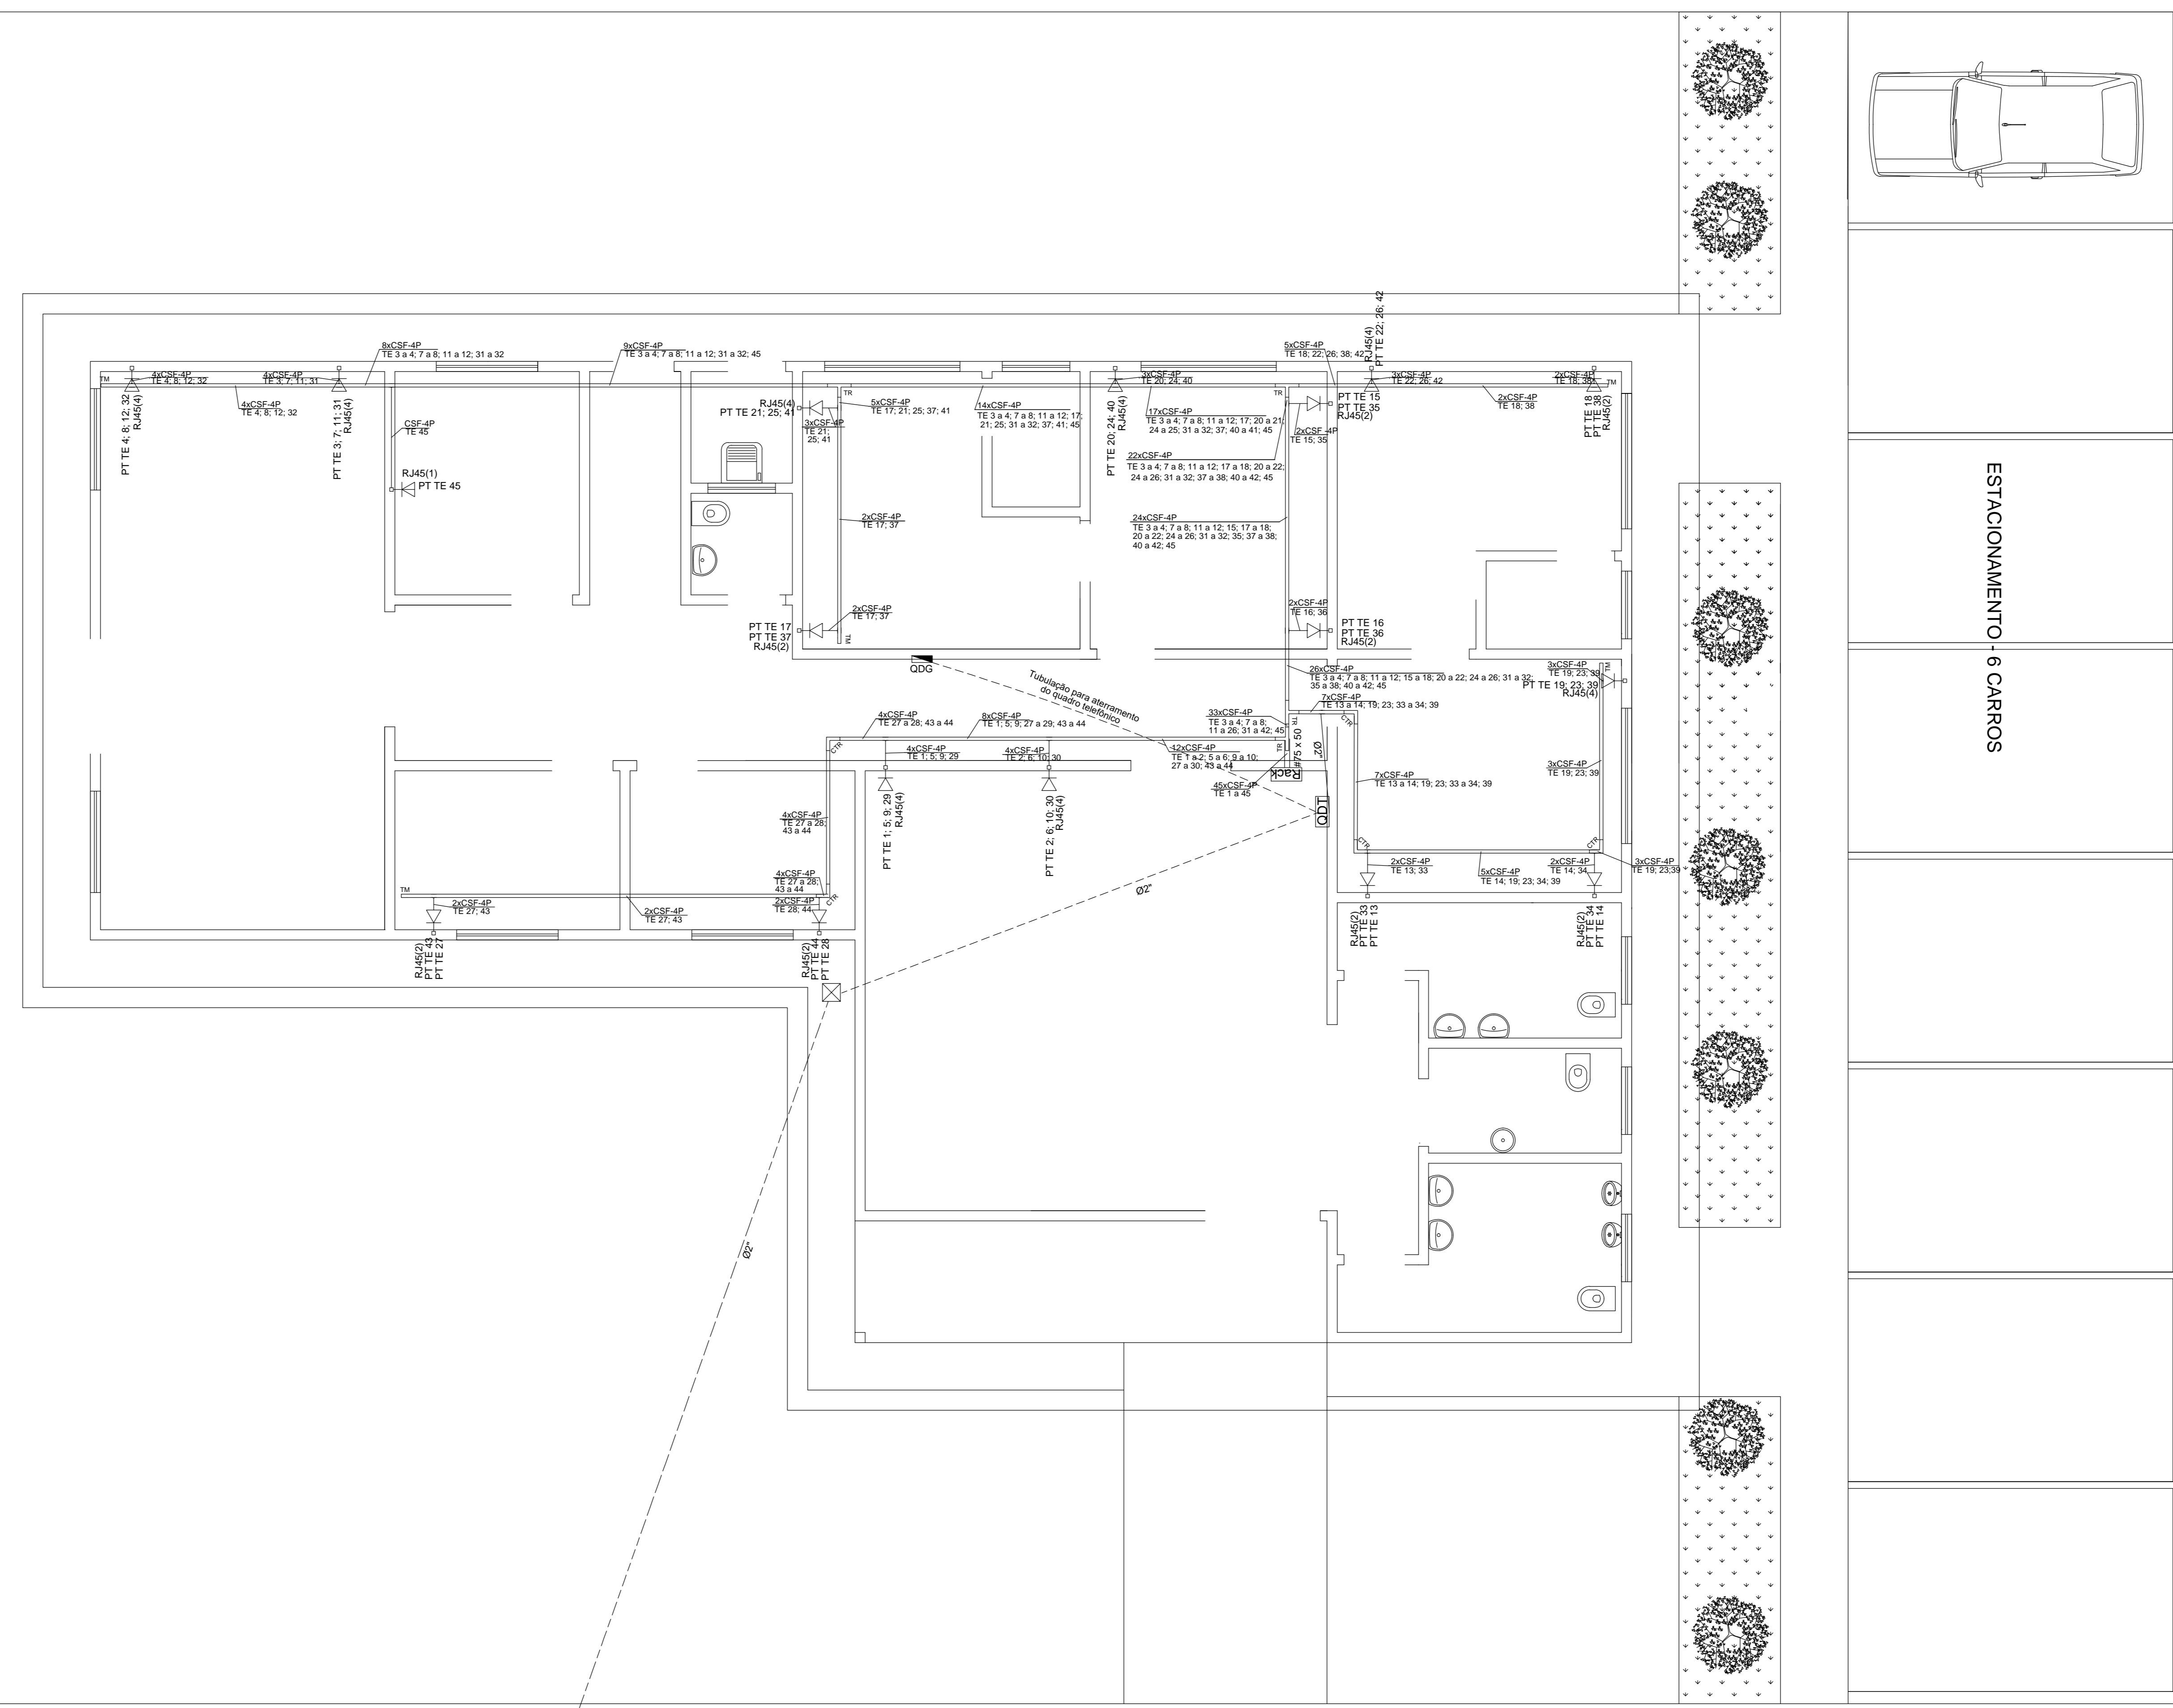 8xCSF-4P
TE 3 a 4; 7 a 8; 11 a 12; 31 a 32
9xCSF-4P
TE 3 a 4; 7 a 8; 11 a 12; 31 a 32; 45
5xCSF-4P
TE 18; 22; 26; 38; 42
RJ45(4)
PT TE 22; 26; 42
TM
4xCSF-4P
TE 4; 8; 12; 32
4xCSF-4P
TE 3; 7; 11; 31
4xCSF-4P
TE 4; 8; 12; 32
PT TE 4; 8; 12; 32
RJ45(4)
PT TE 3; 7; 11; 31
RJ45(4)
CSF-4P
TE 45
RJ45(1)
PT TE 45
RJ45(4)
PT TE 21; 25; 41
3xCSF-4P
TE 21;
25; 41
TR
5xCSF-4P
TE 17; 21; 25; 37; 41
14xCSF-4P
TE 3 a 4; 7 a 8; 11 a 12; 17;
21; 25; 31 a 32; 37; 41; 45
3xCSF-4P
TE 20; 24; 40
PT TE 20; 24; 40
RJ45(4)
17xCSF-4P
TE 3 a 4; 7 a 8; 11 a 12; 17; 20 a 21;
24 a 25; 31 a 32; 37; 40 a 41; 45
TR
22xCSF-4P
TE 3 a 4; 7 a 8; 11 a 12; 17 a 18; 20 a 22;
24 a 26; 31 a 32; 37 a 38; 40 a 42; 45
2xCSF-4P
TE 15; 35
PT TE 15
PT TE 35
RJ45(2)
3xCSF-4P
TE 22; 26; 42
2xCSF-4P
TE 18; 38
TM
2xCSF-4P
TE 18; 38
PT TE 18
PT TE 38
RJ45(2)
ESTACIONAMENTO - 6 CARROS
2xCSF-4P
TE 17; 37
24xCSF-4P
TE 3 a 4; 7 a 8; 11 a 12; 15; 17 a 18;
20 a 22; 24 a 26; 31 a 32; 35; 37 a 38;
40 a 42; 45
2xCSF-4P
TE 17; 37
PT TE 17
PT TE 37
RJ45(2)
TM
2xCSF-4P
TE 16; 36
PT TE 16
PT TE 36
RJ45(2)
QDG
Tubulação para aterramento
do quadro telefônico
26xCSF-4P
TE 3 a 4; 7 a 8; 11 a 12; 15 a 18; 20 a 22; 24 a 26; 31 a 32;
35 a 38; 40 a 42; 45
3xCSF-4P
TE 19; 23; 39
TM
PT TE 19; 23; 39
RJ45(4)
7xCSF-4P
TE 13 a 14; 19; 23; 33 a 34; 39
33xCSF-4P
TE 3 a 4; 7 a 8;
11 a 26; 31 a 42; 45
TR
CTR
#75 x 50
Ø2"
4xCSF-4P
TE 27 a 28; 43 a 44
8xCSF-4P
TE 1; 5; 9; 27 a 29; 43 a 44
CTR
4xCSF-4P
TE 1; 5; 9; 29
4xCSF-4P
TE 2; 6; 10; 30
12xCSF-4P
TE 1 a 2; 5 a 6; 9 a 10;
27 a 30; 43 a 44
TR
Rack
45xCSF-4P
TE 1 a 45
QDT
7xCSF-4P
TE 13 a 14; 19; 23; 33 a 34; 39
3xCSF-4P
TE 19; 23; 39
PT TE 1; 5; 9; 29
RJ45(4)
PT TE 2; 6; 10; 30
RJ45(4)
4xCSF-4P
TE 27 a 28;
43 a 44
CTR
CTR
2xCSF-4P
TE 13; 33
5xCSF-4P
TE 14; 19; 23; 34; 39
2xCSF-4P
TE 14; 34
3xCSF-4P
TE 19; 23;39
4xCSF-4P
TE 27 a 28;
43 a 44
CTR
TM
2xCSF-4P
TE 27; 43
2xCSF-4P
TE 27; 43
2xCSF-4P
TE 28; 44
Ø2"
RJ45(2)
PT TE 43
PT TE 27
RJ45(2)
PT TE 44
PT TE 28
RJ45(2)
PT TE 33
PT TE 13
RJ45(2)
PT TE 34
PT TE 14
Ø2"